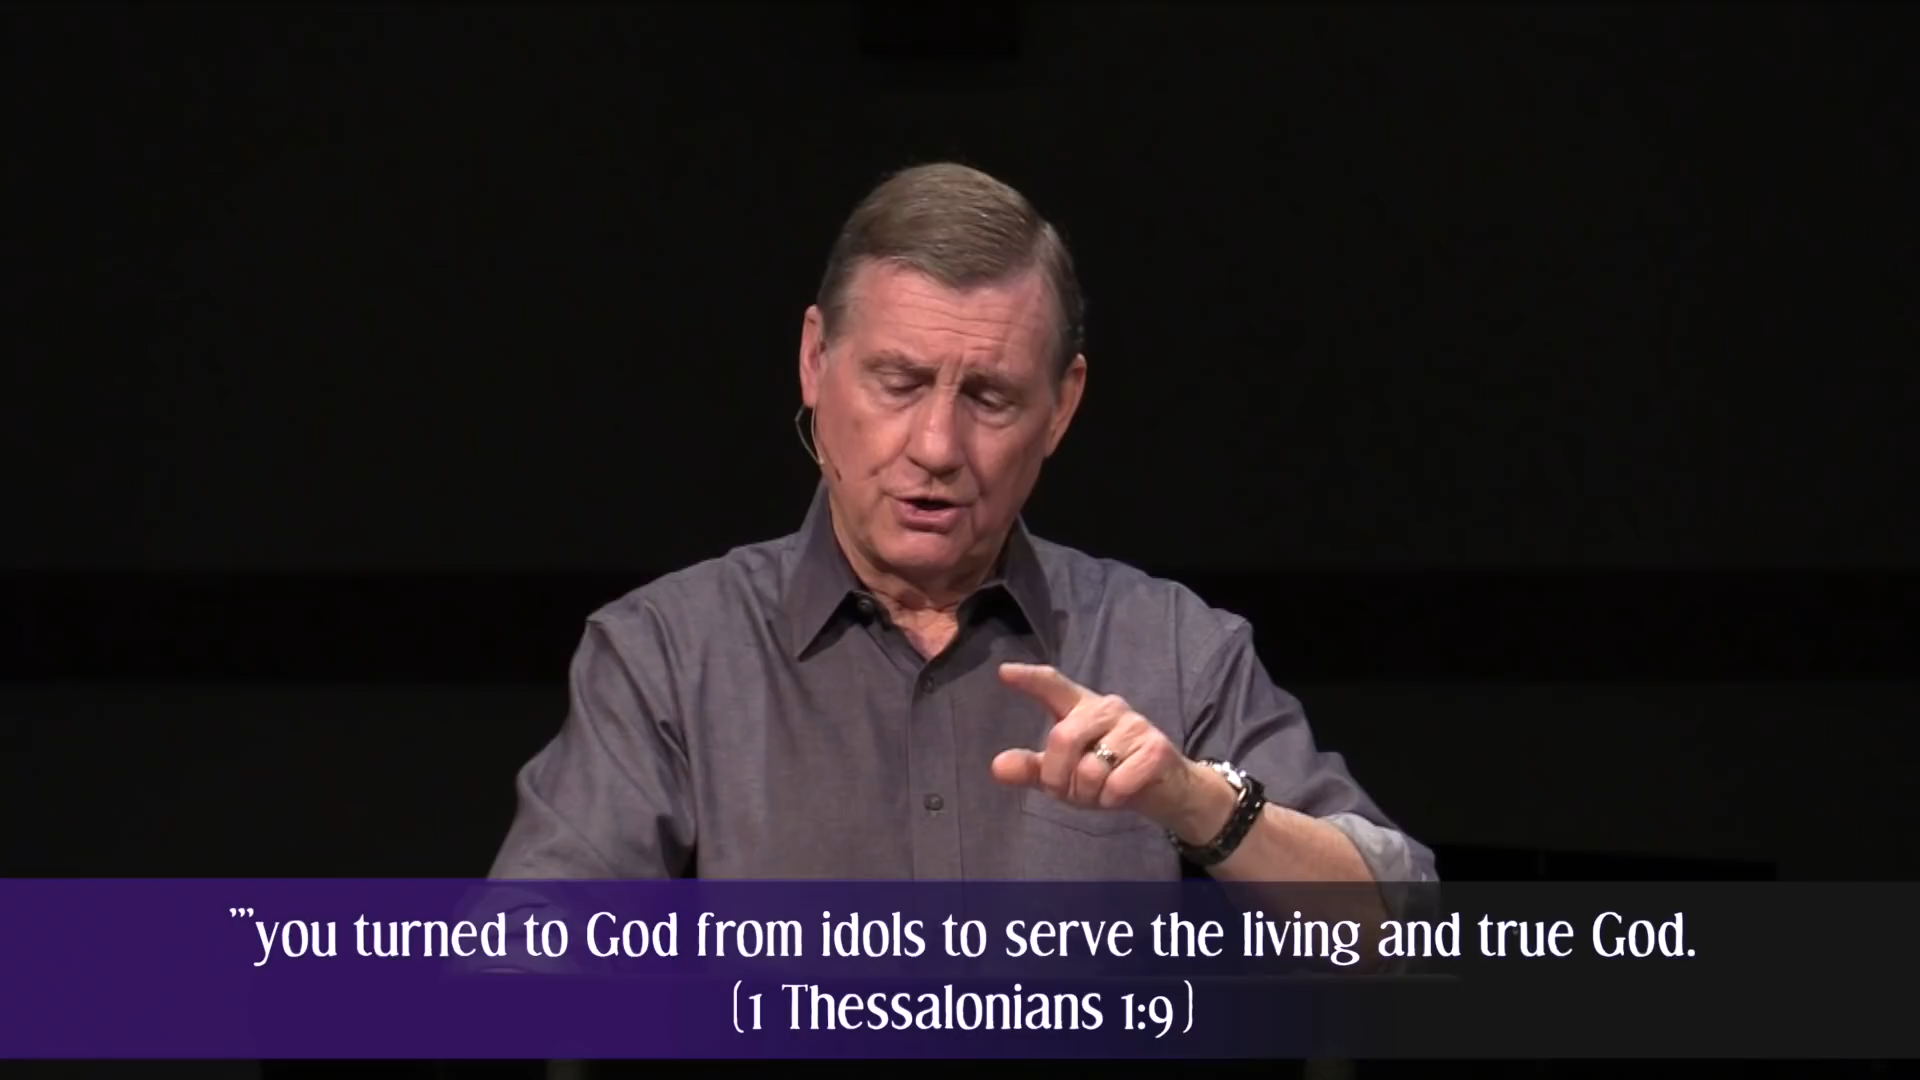 '"you turned to God from idols to serve the living and true God.
(1 Thessalonians 1:9)